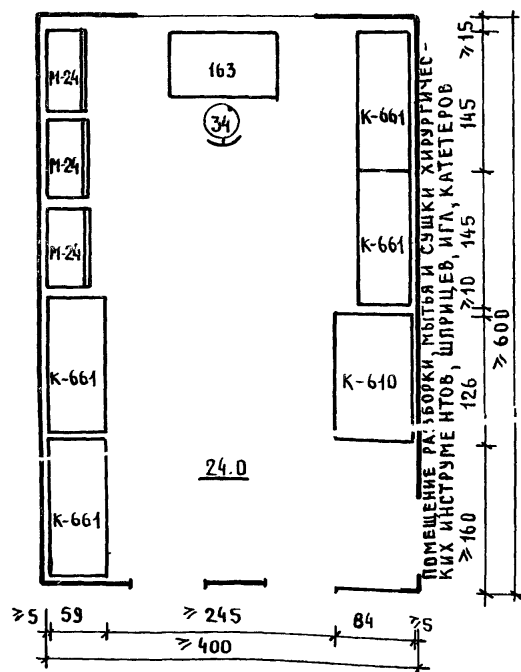 163
34
М-24
М-24
М-24
К-661
К-661
К-661
К-661
К-610
24.0
ПОМЕЩЕНИЕ РАЗБОРКИ, МЫТЬЯ И СУШКИ ХИРУРГИЧЕС-
КИХ ИНСТРУМЕНТОВ, ШПРИЦЕВ, ИГЛ, КАТЕТЕРОВ
≥15
145
145
≥10
126
≥160
≥600
≥5
59
≥245
84
≥5
≥400